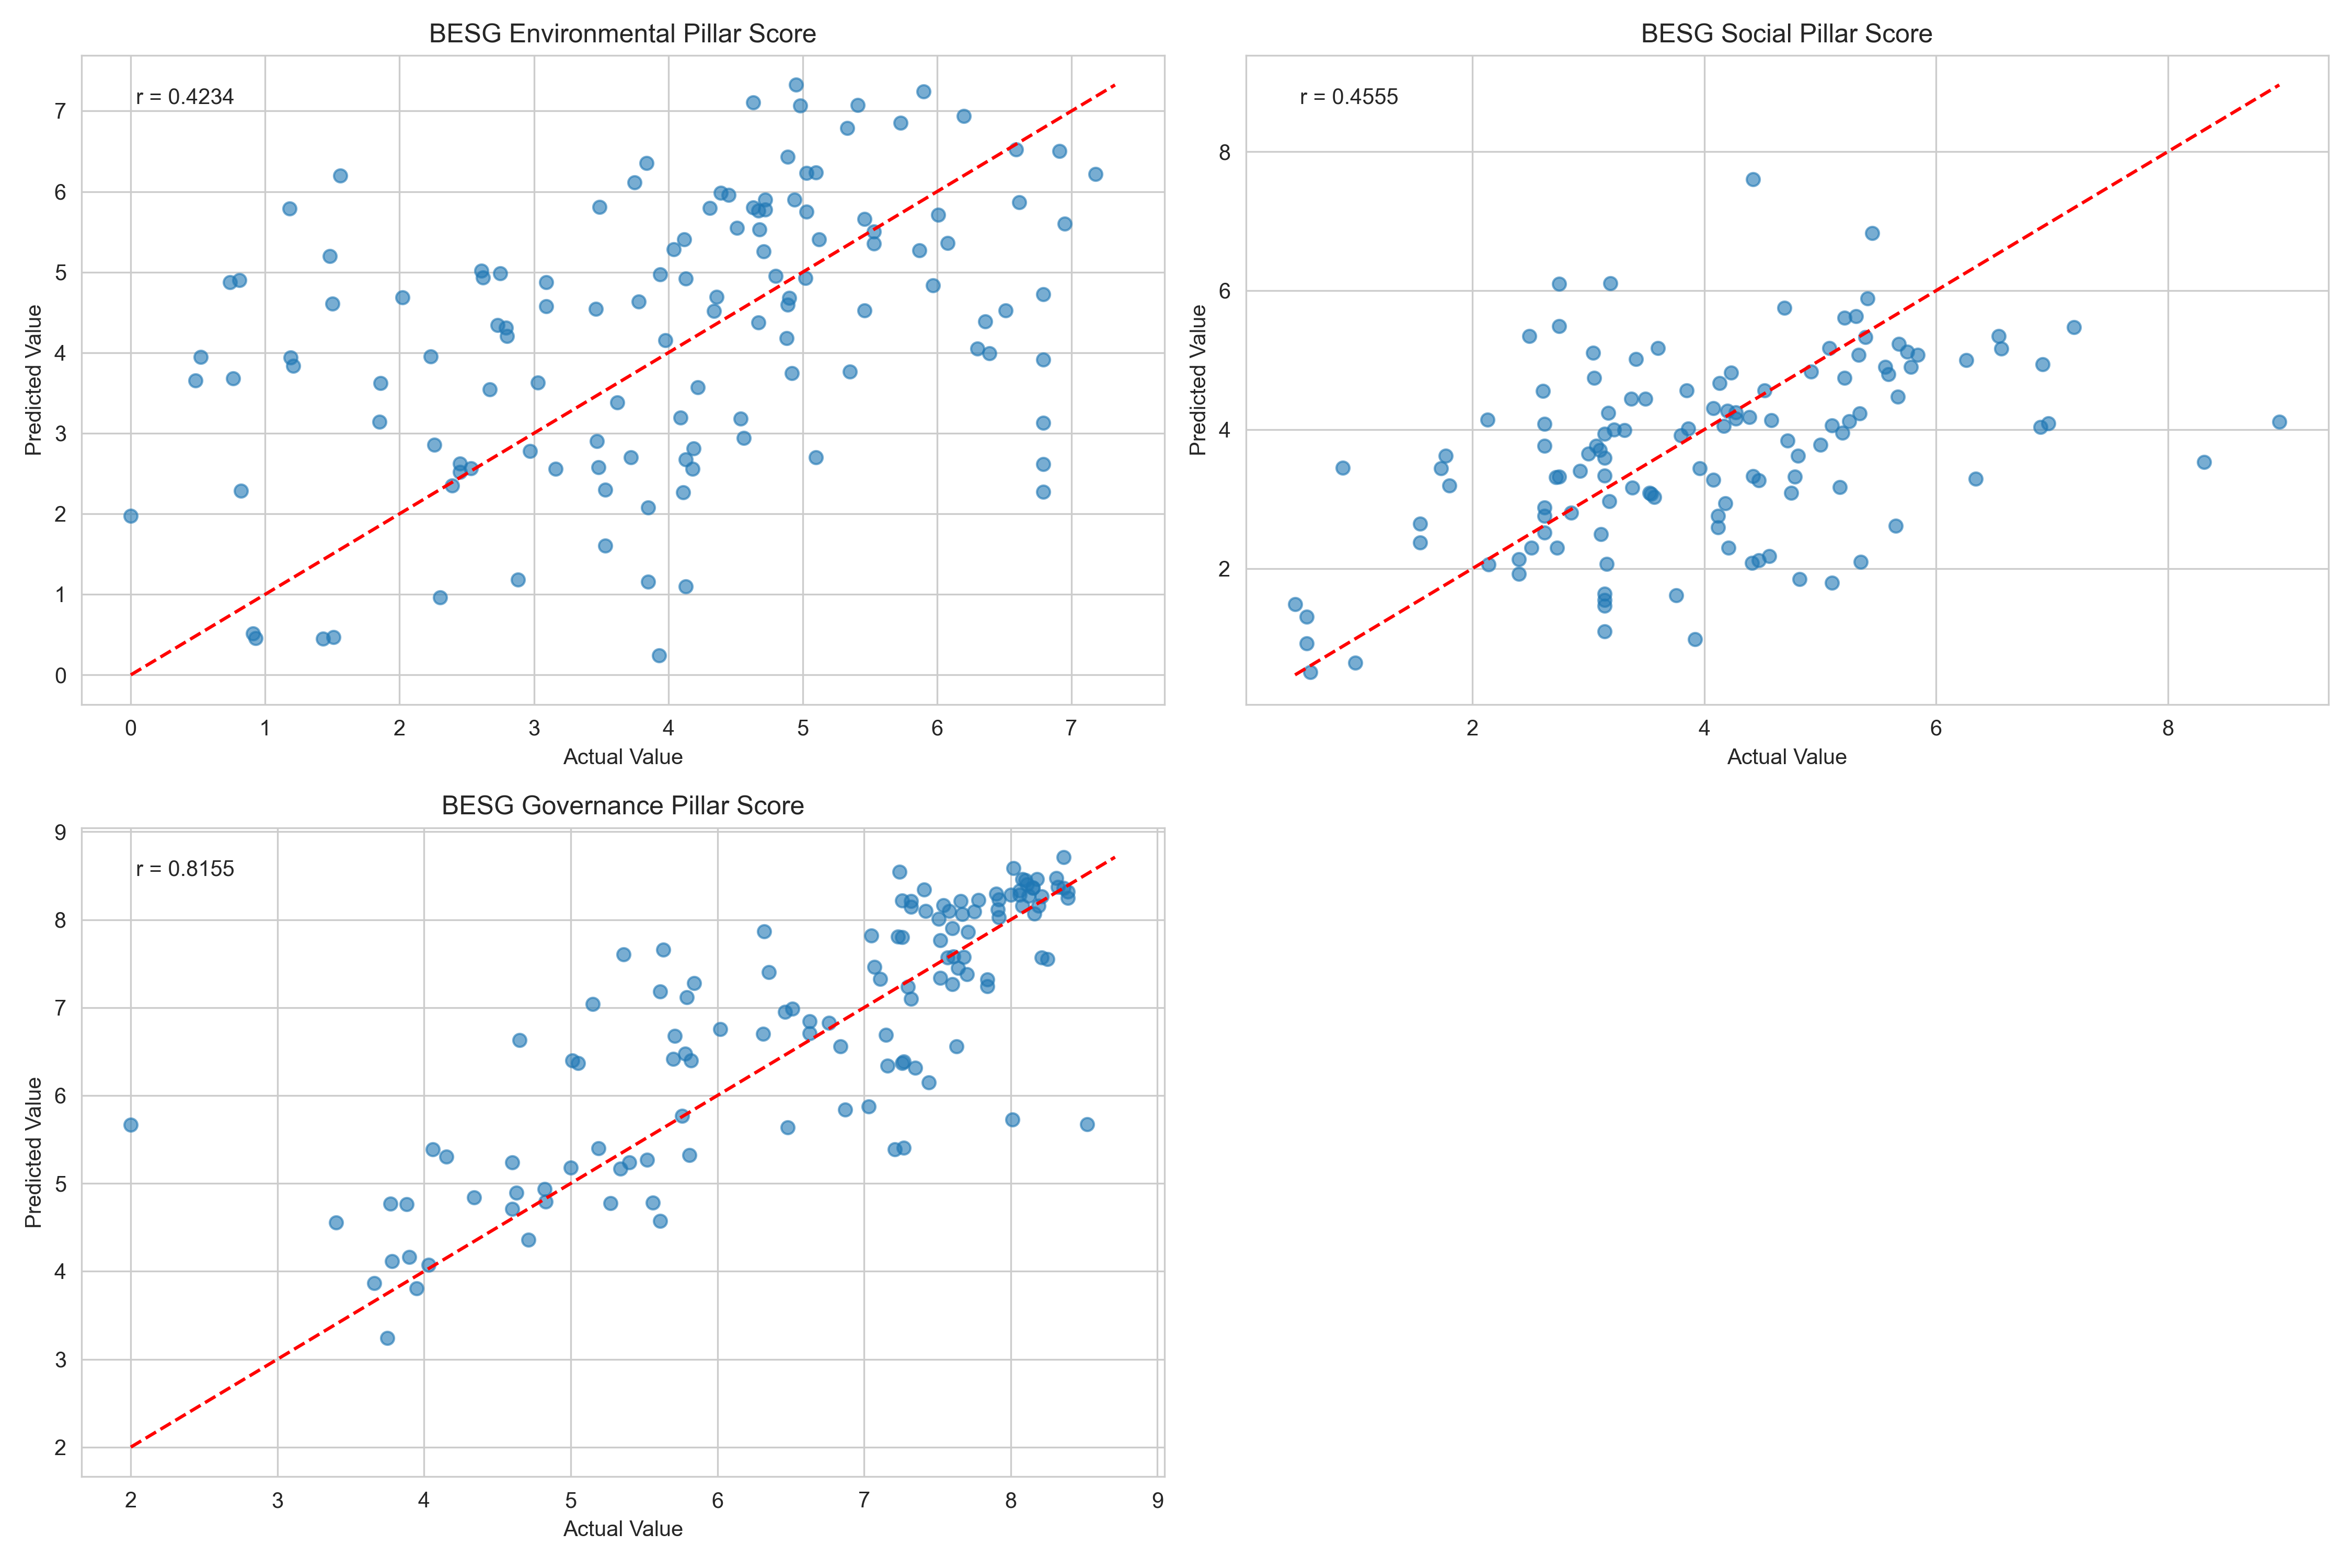 BESG Environmental Pillar Score
r = 0.4234
Predicted Value
7
6
5
4
3
2
1
0
0 1 2 3 4 5 6 7
Actual Value
BESG Social Pillar Score
r = 0.4555
Predicted Value
8
6
4
2
2 4 6 8
Actual Value
BESG Governance Pillar Score
r = 0.8155
Predicted Value
9
8
7
6
5
4
3
2
2 3 4 5 6 7 8 9
Actual Value